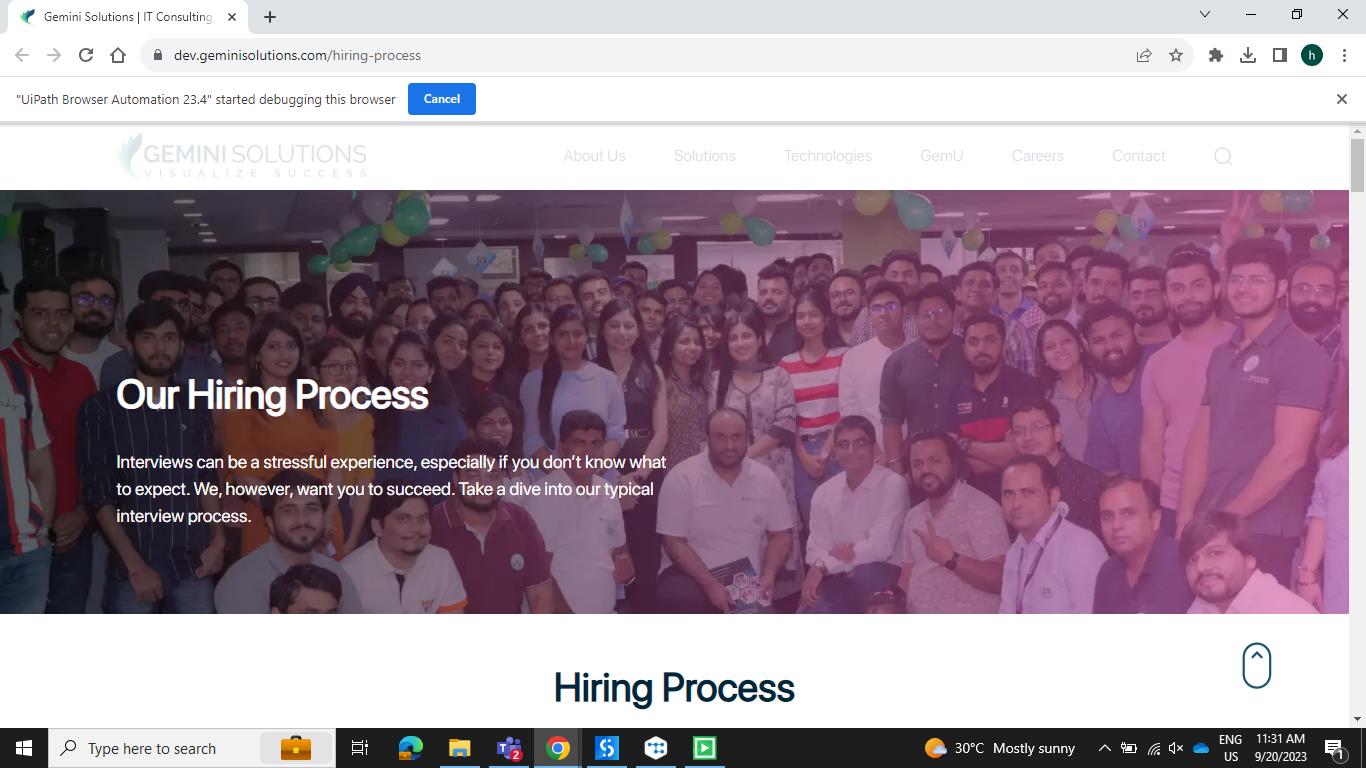 Gemini Solutions | IT Consulting
dev.geminisolutions.com/hiring-process
h
"UiPath Browser Automation 23.4" started debugging this browser
Cancel
GEMINI SOLUTIONS
VISUALIZE SUCCESS
About Us
Solutions
Technologies
GemU
Careers
Contact
Our Hiring Process
Interviews can be a stressful experience, especially if you don’t know what
to expect. We, however, want you to succeed. Take a dive into our typical
interview process.
Hiring Process
Type here to search
2
30°C Mostly sunny
ENG
US
11:31 AM
9/20/2023
1